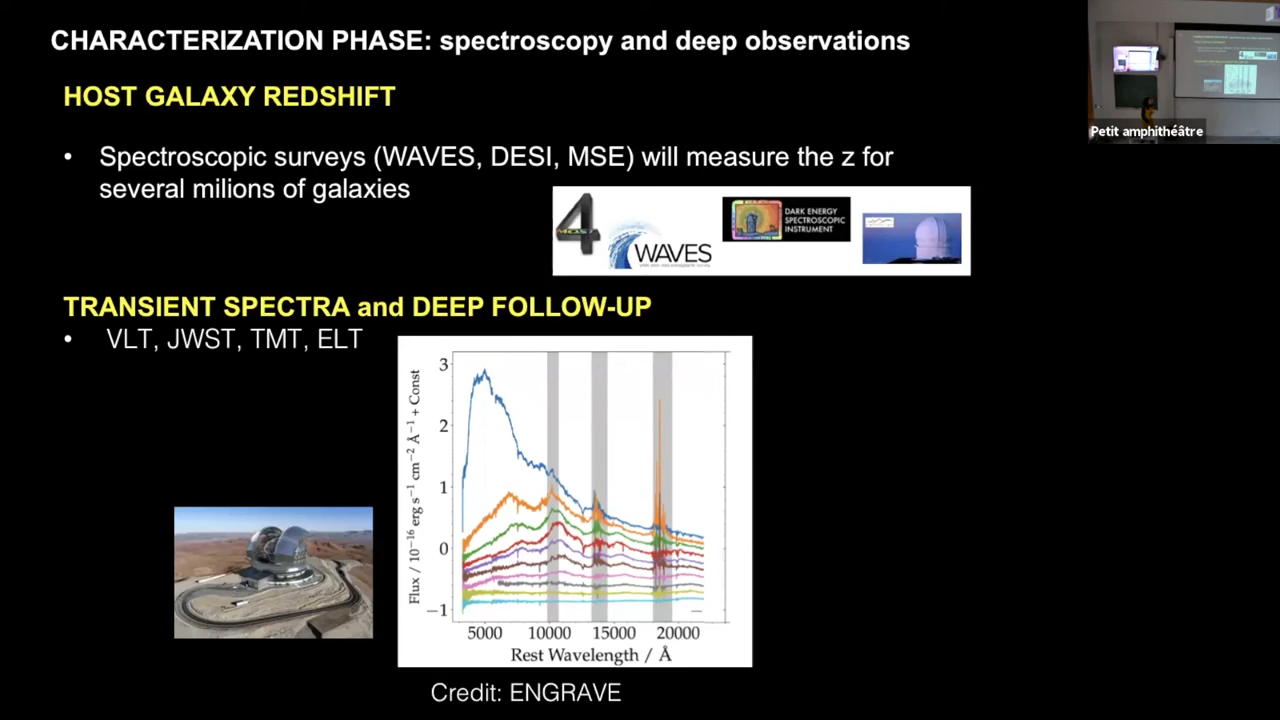 CHARACTERIZATION PHASE: spectroscopy and deep observations
Petit amphithéâtre
HOST GALAXY REDSHIFT
• Spectroscopic surveys (WAVES, DESI, MSE) will measure the z for
several milions of galaxies
4
MOST
WAVES
DARK ENERGY
SPECTROSCOPIC
INSTRUMENT
TRANSIENT SPECTRA and DEEP FOLLOW-UP
• VLT, JWST, TMT, ELT
Flux / 10⁻¹⁶ erg s⁻¹ cm⁻² Å⁻¹ + Const
3
2
1
0
−1
5000 10000 15000 20000
Rest Wavelength / Å
Credit: ENGRAVE